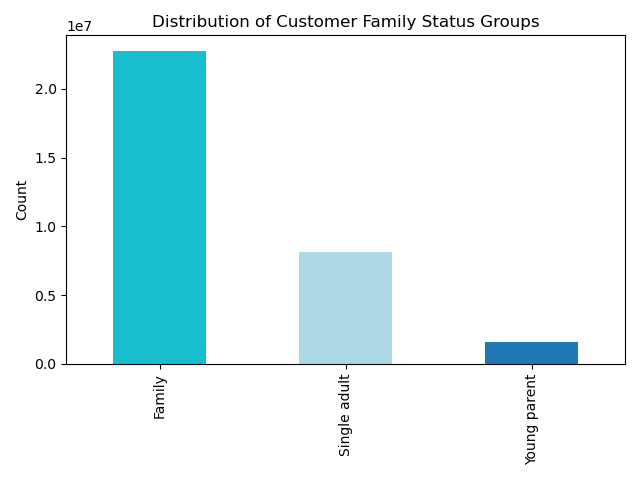 Distribution of Customer Family Status Groups
1e7
2.0
1.5
1.0
0.5
0.0
Count
Family
Single adult
Young parent